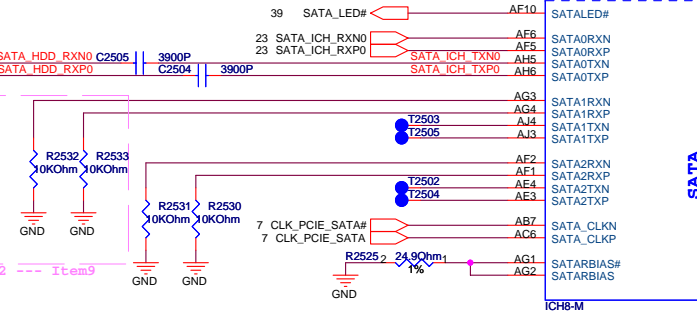 39 SATA_LED# AF10 SATALED#
23 SATA_ICH_RXN0 AF6 SATA0RXN
23 SATA_ICH_RXP0 AF5 SATA0RXP
SATA_HDD_RXN0 C2505 3900P SATA_ICH_TXN0 AH5 SATA0TXN
SATA_HDD_RXP0 C2504 3900P SATA_ICH_TXP0 AH6 SATA0TXP
AG3 SATA1RXN
AG4 SATA1RXP
T2503 AJ4 SATA1TXN
T2505 AJ3 SATA1TXP
R2532 R2533
10KOhm 10KOhm
AF2 SATA2RXN
AF1 SATA2RXP
T2502 AE4 SATA2TXN
T2504 AE3 SATA2TXP
SATA
R2531 R2530
10KOhm 10KOhm
GND GND
7 CLK_PCIE_SATA# AB7 SATA_CLKN
7 CLK_PCIE_SATA AC6 SATA_CLKP
R2525 2 24.9Ohm 1 AG1 SATARBIAS#
1% AG2 SATARBIAS
2 --- Item9
GND GND GND
ICH8-M